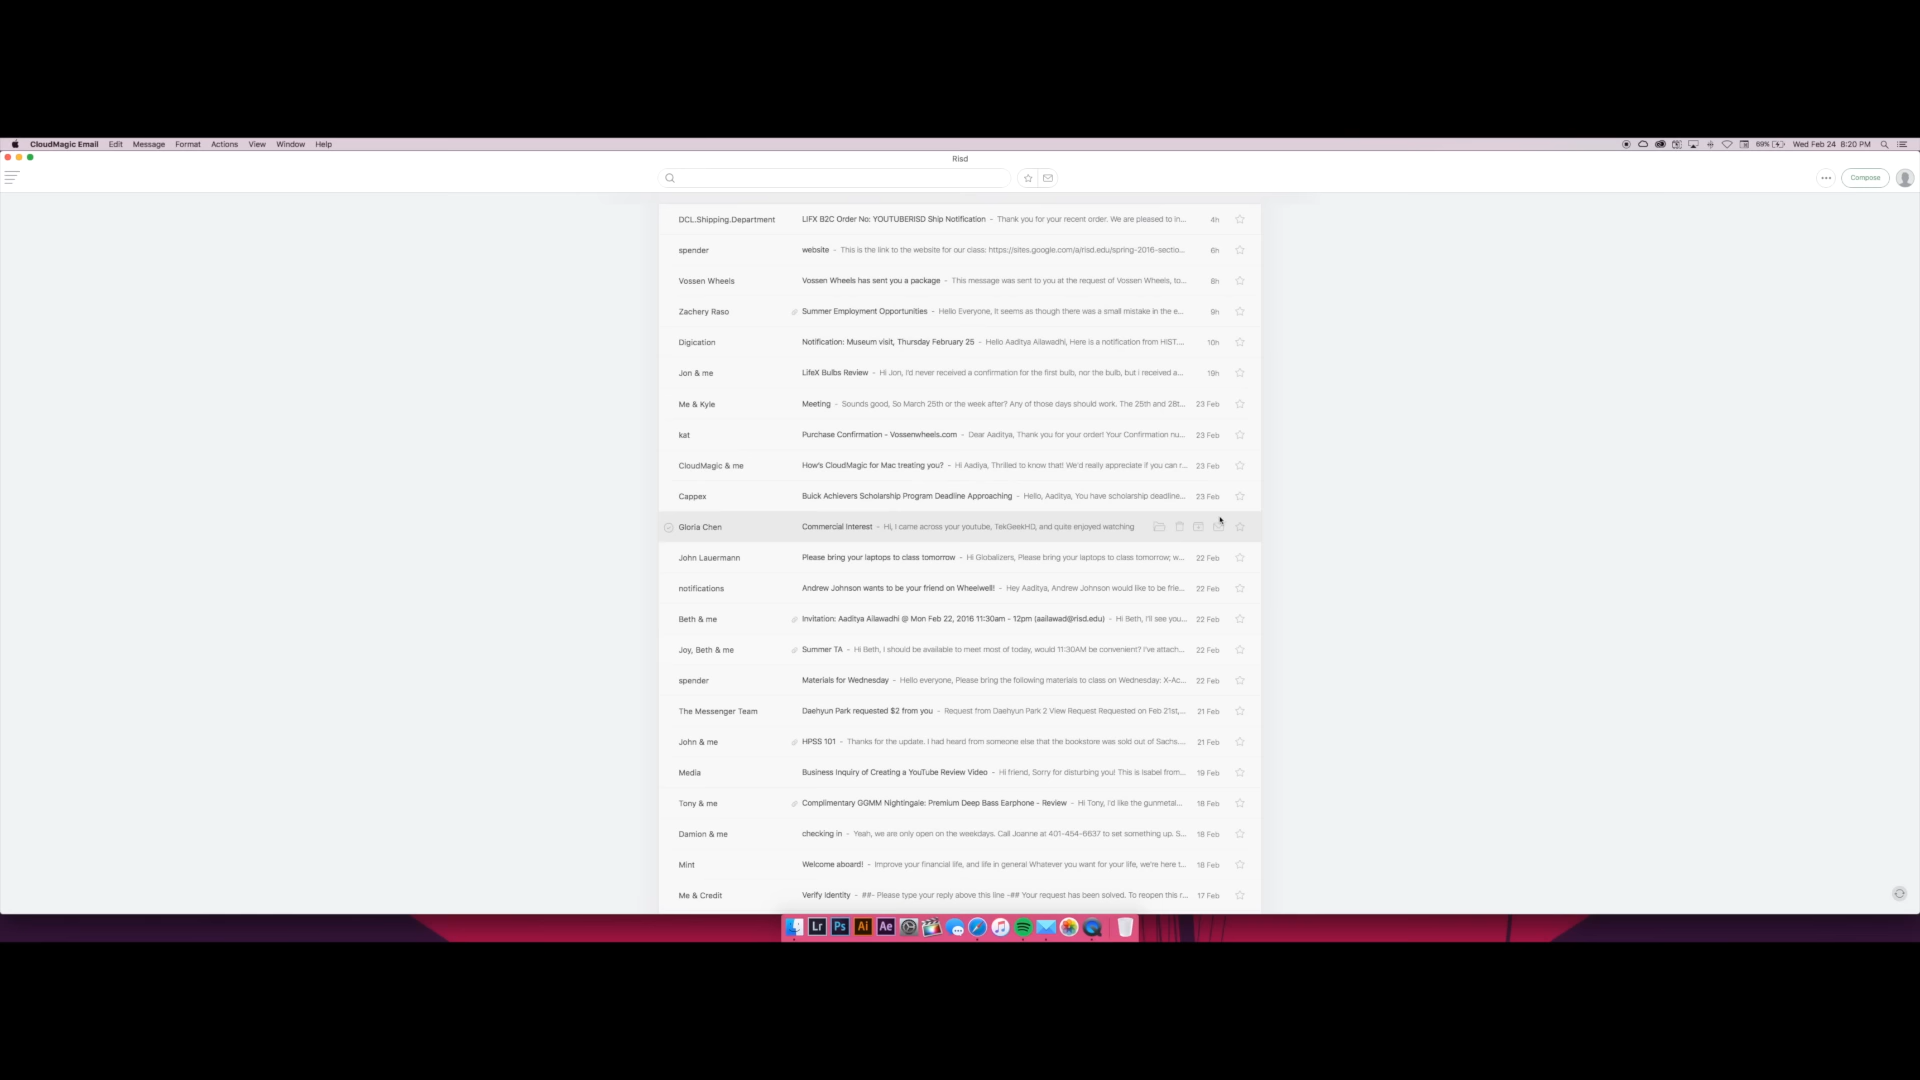 CloudMagic Email Edit Message Format Actions View Window Help 69% Wed Feb 24 8:20 PM
Risd
Compose
DCL.Shipping.Department LIFX B2C Order No: YOUTUBERISD Ship Notification - Thank you for your recent order. We are pleased to in... 4h
spender website - This is the link to the website for our class: https://sites.google.com/a/risd.edu/spring-2016-sectio... 6h
Vossen Wheels Vossen Wheels has sent you a package - This message was sent to you at the request of Vossen Wheels, to... 8h
Zachery Raso Summer Employment Opportunities - Hello Everyone, It seems as though there was a small mistake in the e... 9h
Digication Notification: Museum visit, Thursday February 25 - Hello Aaditya Ailawadhi, Here is a notification from HIST.... 10h
Jon & me LifeX Bulbs Review - Hi Jon, I'd never received a confirmation for the first bulb, nor the bulb, but i received a... 19h
Me & Kyle Meeting - Sounds good, So March 25th or the week after? Any of those days should work. The 25th and 28t... 23 Feb
kat Purchase Confirmation - Vossenwheels.com - Dear Aaditya, Thank you for your order! Your Confirmation nu... 23 Feb
CloudMagic & me How's CloudMagic for Mac treating you? - Hi Aadiya, Thrilled to know that! We'd really appreciate if you can r... 23 Feb
Cappex Buick Achievers Scholarship Program Deadline Approaching - Hello, Aaditya, You have scholarship deadline... 23 Feb
Gloria Chen Commercial Interest - Hi, I came across your youtube, TekGeekHD, and quite enjoyed watching
John Lauermann Please bring your laptops to class tomorrow - Hi Globalizers, Please bring your laptops to class tomorrow; w... 22 Feb
notifications Andrew Johnson wants to be your friend on Wheelwell! - Hey Aaditya, Andrew Johnson would like to be frie... 22 Feb
Beth & me Invitation: Aaditya Ailawadhi @ Mon Feb 22, 2016 11:30am - 12pm (aailawad@risd.edu) - Hi Beth, I'll see you... 22 Feb
Joy, Beth & me Summer TA - Hi Beth, I should be available to meet most of today, would 11:30AM be convenient? I've attach... 22 Feb
spender Materials for Wednesday - Hello everyone, Please bring the following materials to class on Wednesday: X-Ac... 22 Feb
The Messenger Team Daehyun Park requested $2 from you - Request from Daehyun Park 2 View Request Requested on Feb 21st,... 21 Feb
John & me HPSS 101 - Thanks for the update. I had heard from someone else that the bookstore was sold out of Sachs.... 21 Feb
Media Business Inquiry of Creating a YouTube Review Video - Hi friend, Sorry for disturbing you! This is Isabel from... 19 Feb
Tony & me Complimentary GGMM Nightingale: Premium Deep Bass Earphone - Review - Hi Tony, I'd like the gunmetal... 18 Feb
Damion & me checking in - Yeah, we are only open on the weekdays. Call Joanne at 401-454-6637 to set something up. S... 18 Feb
Mint Welcome aboard! - Improve your financial life, and life in general Whatever you want for your life, we're here t... 18 Feb
Me & Credit Verify Identity - ##- Please type your reply above this line -## Your request has been solved. To reopen this r... 17 Feb
Lr Ps Ai Ae